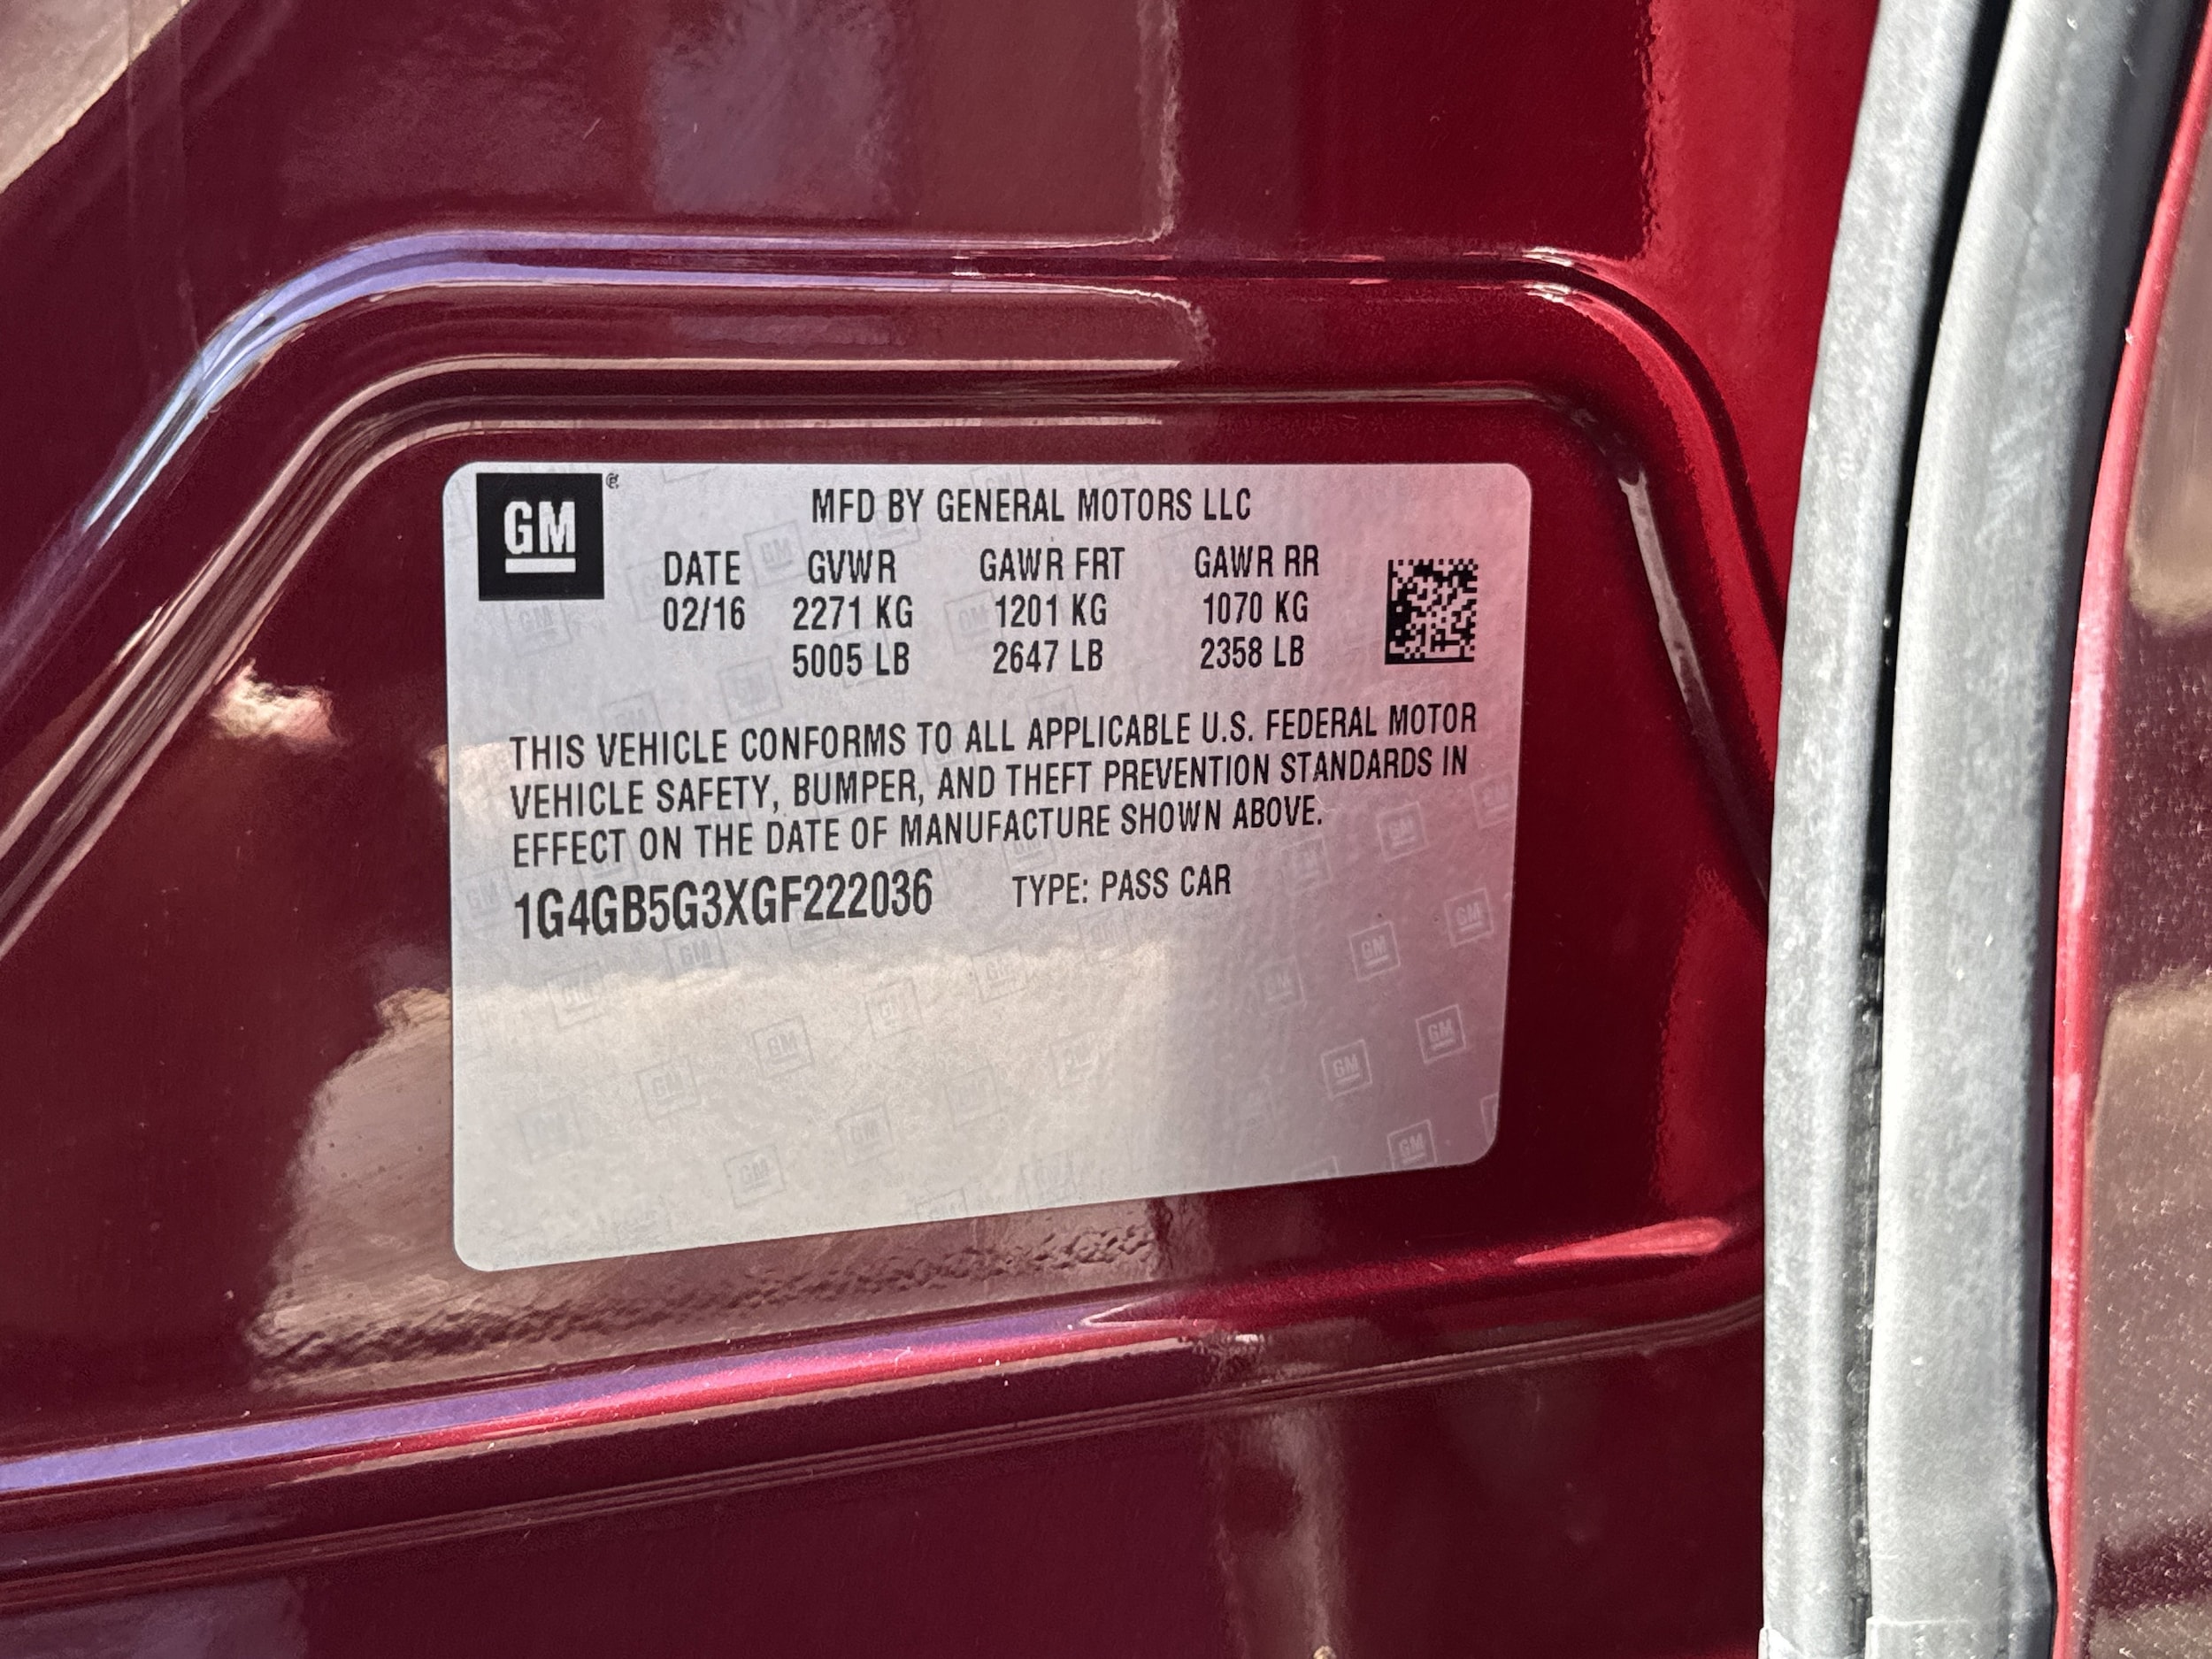 GM
MFD BY GENERAL MOTORS LLC
DATE GVWR GAWR FRT GAWR RR
02/16 2271 KG 1201 KG 1070 KG
5005 LB 2647 LB 2358 LB
THIS VEHICLE CONFORMS TO ALL APPLICABLE U.S. FEDERAL MOTOR
VEHICLE SAFETY, BUMPER, AND THEFT PREVENTION STANDARDS IN
EFFECT ON THE DATE OF MANUFACTURE SHOWN ABOVE.
1G4GB5G3XGF222036 TYPE: PASS CAR